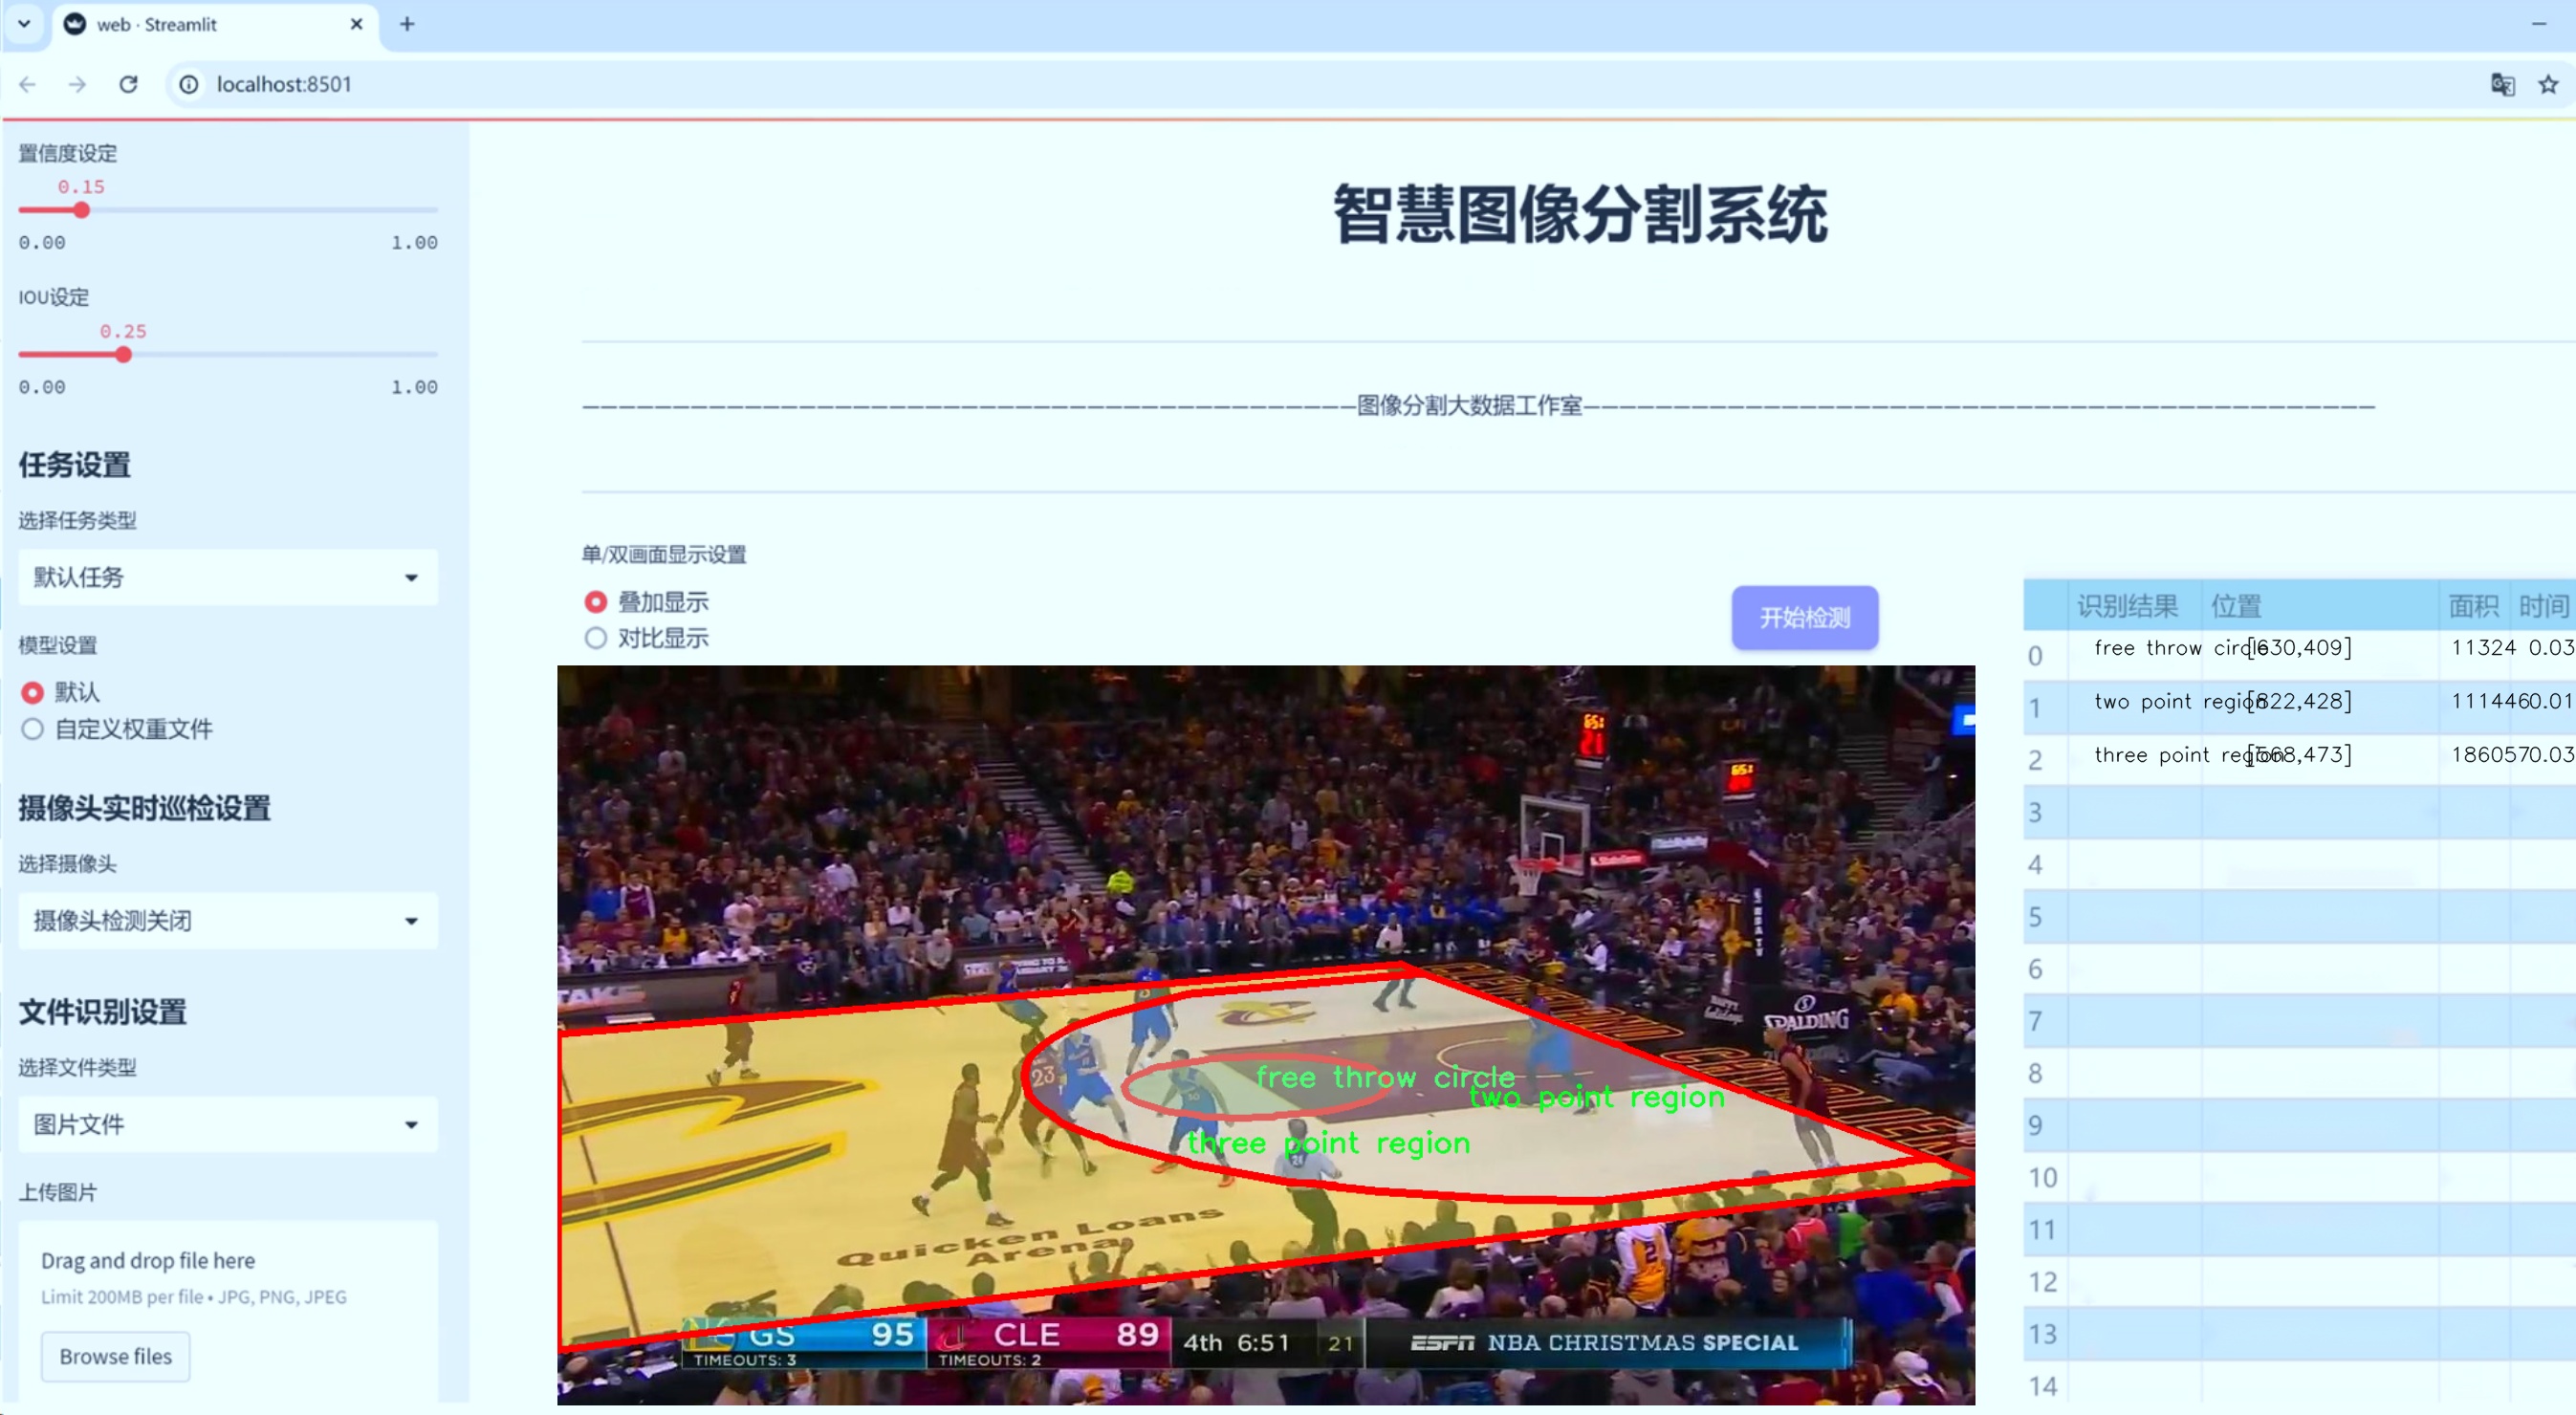 web · Streamlit
localhost:8501
置信度设定
0.15
0.00 1.00
IOU设定
0.25
0.00 1.00
任务设置
选择任务类型
默认任务
模型设置
默认
自定义权重文件
摄像头实时巡检设置
选择摄像头
摄像头检测关闭
文件识别设置
选择文件类型
图片文件
上传图片
Drag and drop file here
Limit 200MB per file • JPG, PNG, JPEG
Browse files
智慧图像分割系统
图像分割大数据工作室
单/双画面显示设置
叠加显示
对比显示
开始检测
65:
21
65:
SPALDING
23
free throw circle
two point region
three point region
Quicken Loans
Arena
GS 95 CLE 89 4th 6:51 21 ESPN NBA CHRISTMAS SPECIAL
TIMEOUTS: 3 TIMEOUTS: 2
识别结果 位置 面积 时间
0 free throw circle [630,409] 11324 0.03
1 two point region [822,428] 111446 0.01
2 three point region [568,473] 186057 0.03
3
4
5
6
7
8
9
10
11
12
13
14